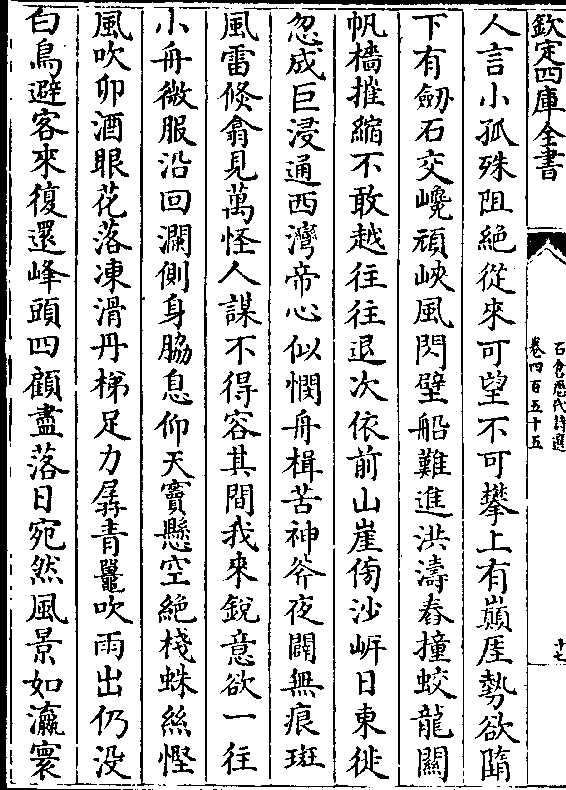 欽定四庫全書
石倉歷代詩選
卷四百五十五
十七
人言小孤殊阻絶從來可望不可攀上有巔厓勢欲隋
下有劒石交巉頑峽風閃壁船難進洪濤舂撞蛟龍關
帆檣摧縮不敢越往往退次依前山崖傍沙㟁日東徙
忽成巨浸通西灣帝心似憫舟楫苦神斧夜闢無痕斑
風雷倐翕見萬怪人謀不得容其間我來銳意欲一往
小舟微服沿回瀾側身脇息仰天竇懸空絶棧蛛絲慳
風吹卯酒眼花落凍滑丹梯足力孱青鼉吹雨出仍没
白鳥避客來復還峰頭四顧盡落日宛然風景如瀛寰